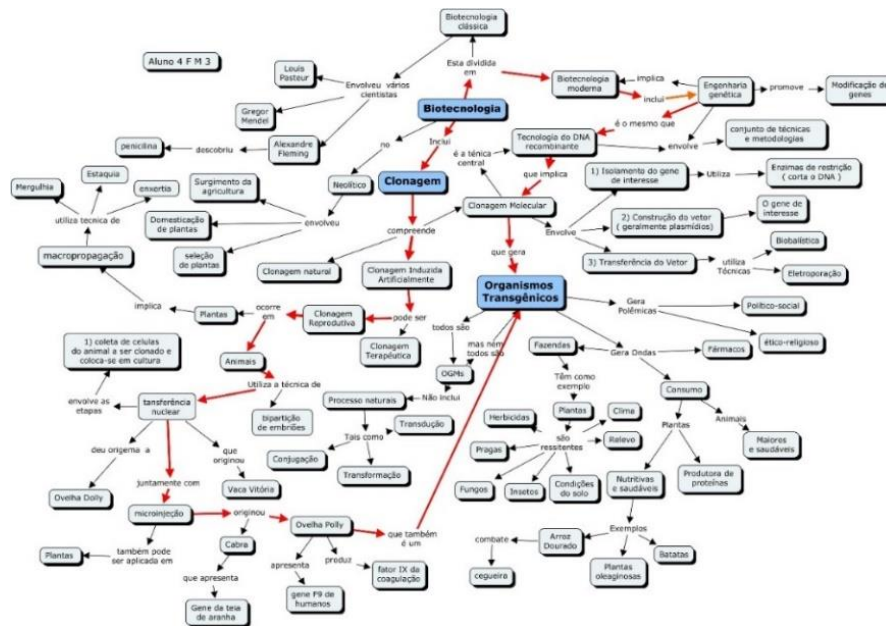 Biotecnologia
clássica
Aluno 4 F M 3
Louis
Pasteur
Esta dividida
em
Envolveu vários
cientistas
Biotecnologia
moderna
implica
inclui
Engenharia
genética
promove
Modificação de
genes
Gregor
Mendel
Biotecnologia
é o mesmo que
penicilina
descobriu
Alexandre
Fleming
Inclui
Tecnologia do DNA
recombinante
envolve
conjunto de técnicas
e metodologias
no
é a ténica
central
Estaquia
Mergulhia
enxertia
Surgimento da
agricultura
Neolítico
Clonagem
que implica
1) Isolamento do gene
de interesse
Utiliza
Enzimas de restrição
( corta o DNA )
utiliza tecnica de
Domesticação
de plantas
envolveu
Clonagem Molecular
2) Construção do vetor
( geralmente plasmídios)
O gene de
interesse
compreende
Envolve
seleção
de plantas
macropropagação
Clonagem natural
Clonagem Induzida
Artificialmente
que gera
3) Transferência do Vetor
utiliza
Técnicas
Biobalística
Eletroporação
Organismos
Transgênicos
implica
Plantas
ocorre
em
Clonagem
Reprodutiva
pode ser
Gera
Polêmicas
Político-social
todos são
mas nem
todos são
ético-religioso
1) coleta de celulas
do animal a ser clonado e
coloca-se em cultura
Animais
Clonagem
Terapéutica
Fazendas
Gera Ondas
Fármacos
OGMs
Utiliza a técnica de
Têm como
exemplo
Consumo
envolve as
etapas
tansferência
nuclear
Processo naturais
Não inclui
Herbicidas
Plantas
Clima
Animais
bipartição
de embriões
Transdução
Tais como
são
ressitentes
Relevo
Plantas
Maiores
e saudáveis
deu origema a
que
originou
Conjugação
Pragas
Transformação
Nutritivas
e saudáveis
Produtora de
proteínas
Ovelha Dolly
juntamente com
Vaca Vitória
Fungos
Insetos
Condições
do solo
microinjeção
originou
Ovelha Polly
que também
é um
Exemplos
Cabra
combate
Arroz
Dourado
Batatas
Plantas
também pode
ser aplicada em
apresenta
produz
fator IX da
coagulação
cegueira
Plantas
oleaginosas
que apresenta
gene F9 de
humanos
Gene da teia
de aranha